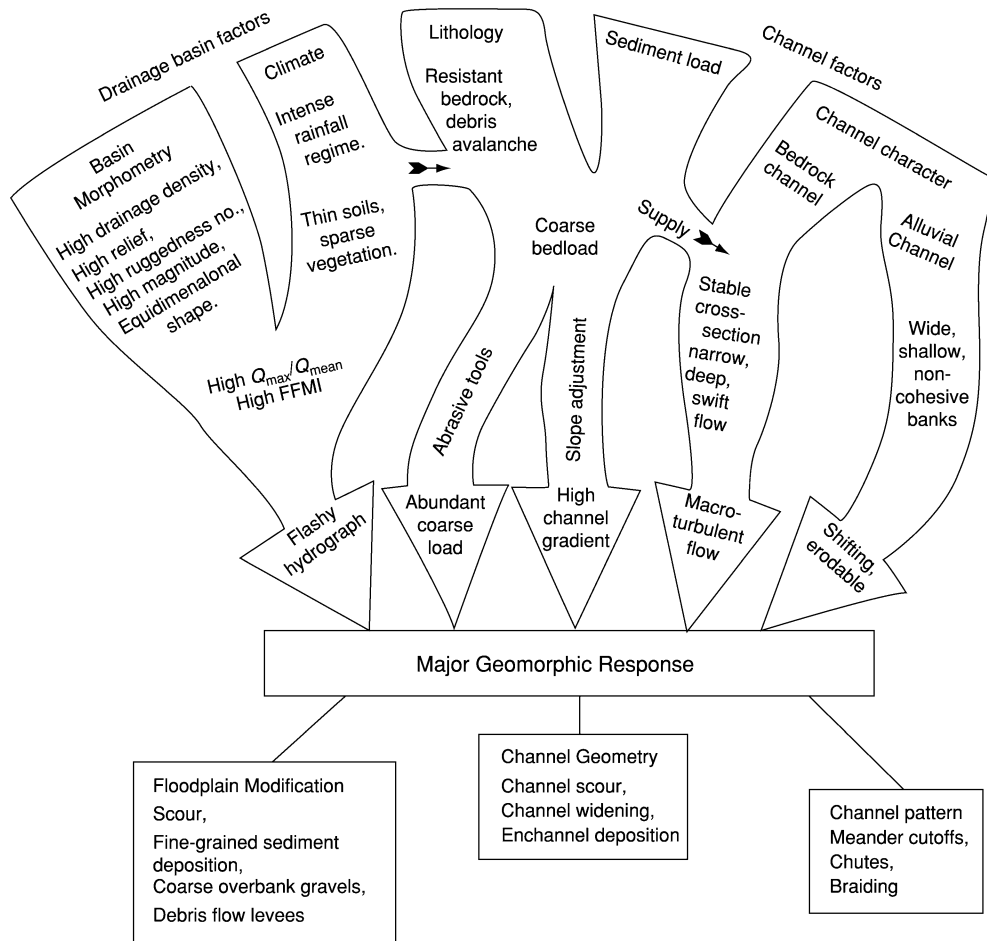 Drainage basin factors
Channel factors
Basin
Morphometry
High drainage density,
High relief,
High ruggedness no.,
High magnitude,
Equidimenalonal
shape.
Climate
Intense
rainfall
regime.
Thin soils,
sparse
vegetation.
High Qmax/Qmean
High FFMI
Lithology
Resistant
bedrock,
debris
avalanche
Coarse
bedload
Sediment load
Supply
Channel character
Bedrock
channel
Alluvial
Channel
Stable
cross-
section
narrow,
deep,
swift
flow
Wide,
shallow,
non-
cohesive
banks
Abrasive tools
Slope adjustment
Flashy
hydrograph
Abundant
coarse
load
High
channel
gradient
Macro-
turbulent
flow
Shifting,
erodable
Major Geomorphic Response
Floodplain Modification
Scour,
Fine-grained sediment
deposition,
Coarse overbank gravels,
Debris flow levees
Channel Geometry
Channel scour,
Channel widening,
Enchannel deposition
Channel pattern
Meander cutoffs,
Chutes,
Braiding